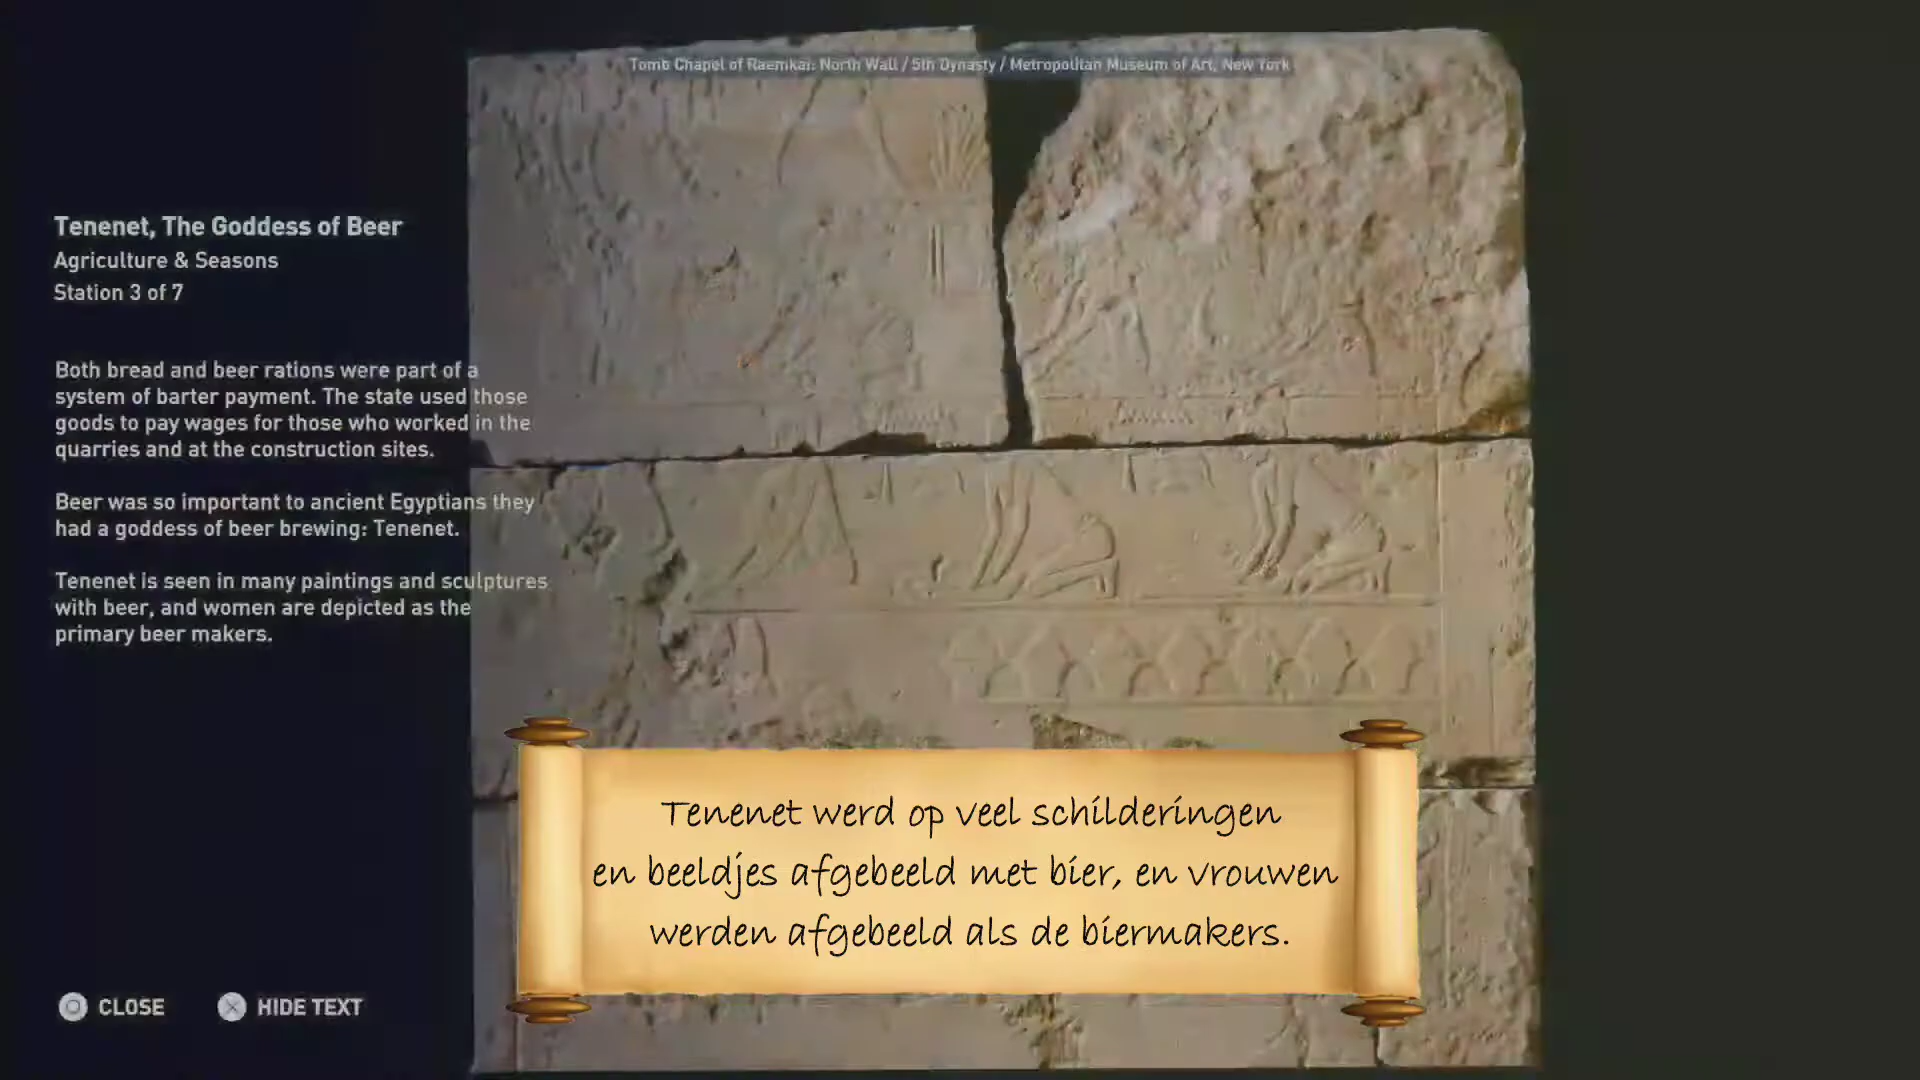 Tomb Chapel of Raemkai: North Wall / 5th Dynasty / Metropolitan Museum of Art, New York
Tenenet, The Goddess of Beer
Agriculture & Seasons
Station 3 of 7
Both bread and beer rations were part of a
system of barter payment. The state used those
goods to pay wages for those who worked in the
quarries and at the construction sites.
Beer was so important to ancient Egyptians they
had a goddess of beer brewing: Tenenet.
Tenenet is seen in many paintings and sculptures
with beer, and women are depicted as the
primary beer makers.
Tenenet werd op veel schilderingen
en beeldjes afgebeeld met bier, en vrouwen
werden afgebeeld als de biermakers.
CLOSE HIDE TEXT